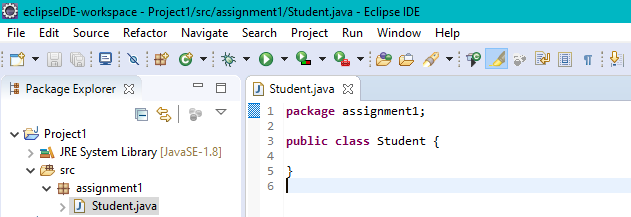 eclipseIDE-workspace - Project1/src/assignment1/Student.java - Eclipse IDE
File Edit Source Refactor Navigate Search Project Run Window Help
Package Explorer
Student.java
Project1
JRE System Library [JavaSE-1.8]
src
assignment1
Student.java
1 package assignment1;
2
3 public class Student {
4
5 }
6